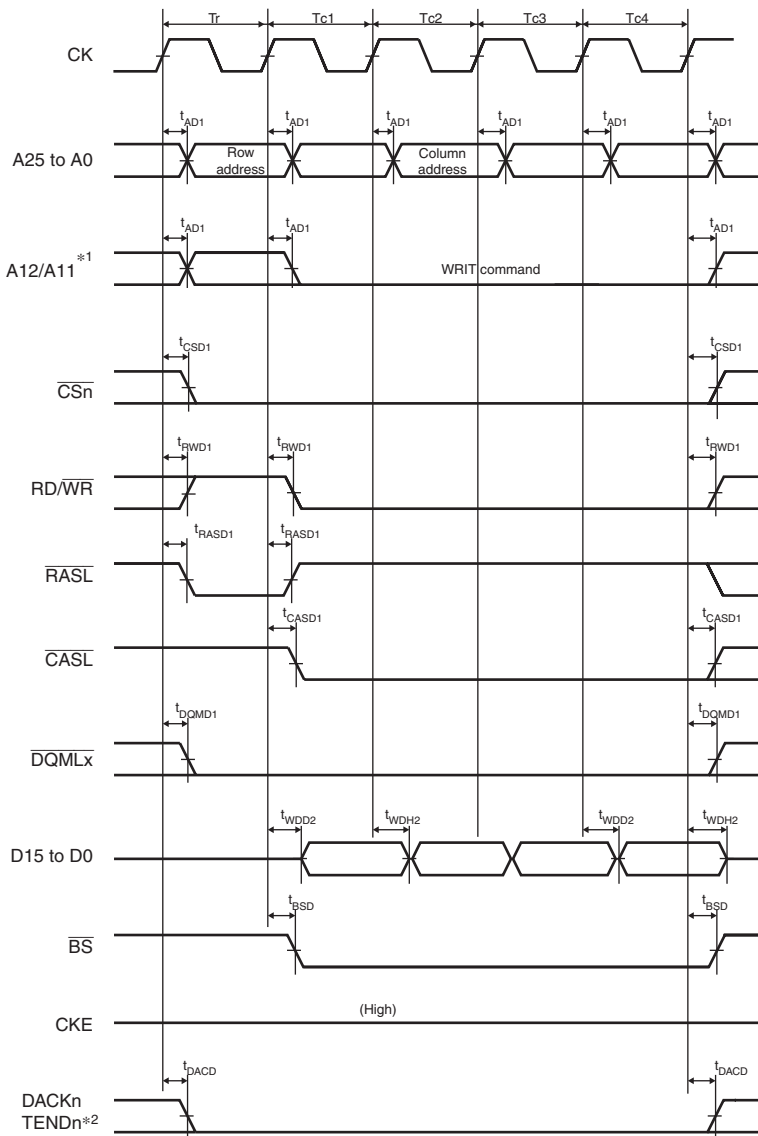 Tr Tc1 Tc2 Tc3 Tc4
CK
tAD1 tAD1 tAD1 tAD1 tAD1 tAD1
A25 to A0 Row address Column address
tAD1 tAD1 tAD1
A12/A11*1 WRIT command
tCSD1 tCSD1
CSn
tRWD1 tRWD1 tRWD1
RD/WR
tRASD1 tRASD1
RASL
tCASD1 tCASD1
CASL
tDQMD1 tDQMD1
DQMLx
tWDD2 tWDH2 tWDD2 tWDH2
D15 to D0
tBSD tBSD
BS
(High)
CKE
tDACD tDACD
DACKn
TENDn*2